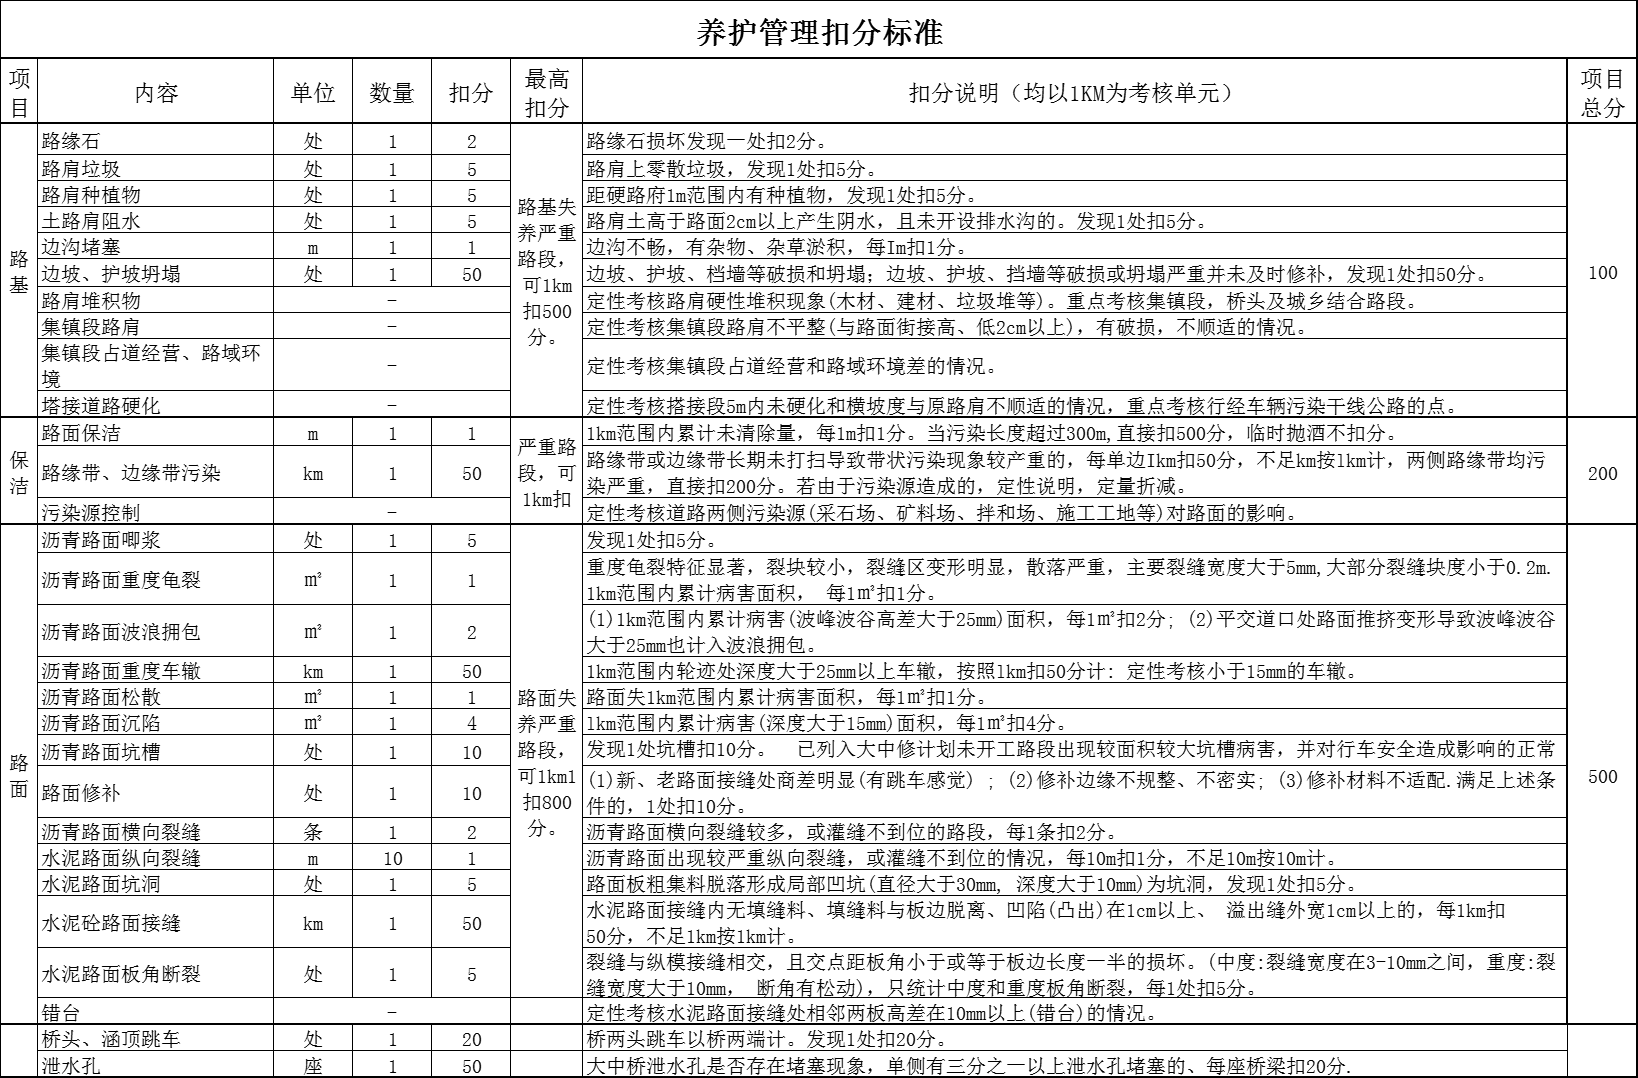 养护管理扣分标准
项目 内容 单位 数量 扣分 最高扣分 扣分说明（均以1KM为考核单元） 项目总分
路基 路基失养严重路段，可1km扣500分。 100
路缘石 处 1 2 路缘石损坏发现一处扣2分。
路肩垃圾 处 1 5 路肩上零散垃圾，发现1处扣5分。
路肩种植物 处 1 5 距硬路府1m范围内有种植物，发现1处扣5分。
土路肩阻水 处 1 5 路肩土高于路面2cm以上产生阴水，且未开设排水沟的。发现1处扣5分。
边沟堵塞 m 1 1 边沟不畅，有杂物、杂草淤积，每Im扣1分。
边坡、护坡坍塌 处 1 50 边坡、护坡、档墙等破损和坍塌；边坡、护坡、挡墙等破损或坍塌严重并未及时修补，发现1处扣50分。
路肩堆积物 - 定性考核路肩硬性堆积现象(木材、建材、垃圾堆等)。重点考核集镇段，桥头及城乡结合路段。
集镇段路肩 - 定性考核集镇段路肩不平整(与路面街接高、低2cm以上)，有破损，不顺适的情况。
集镇段占道经营、路域环
境 - 定性考核集镇段占道经营和路域环境差的情况。
塔接道路硬化 - 定性考核搭接段5m内未硬化和横坡度与原路肩不顺适的情况，重点考核行经车辆污染干线公路的点。
保洁 严重路段，可1km扣 200
路面保洁 m 1 1 1km范围内累计未清除量，每1m扣1分。当污染长度超过300m,直接扣500分，临时抛酒不扣分。
路缘带、边缘带污染 km 1 50 路缘带或边缘带长期未打扫导致带状污染现象较产重的，每单边Ikm扣50分，不足km按lkm计，两侧路缘带均污
染严重，直接扣200分。若由于污染源造成的，定性说明，定量折减。
污染源控制 - 定性考核道路两侧污染源(采石场、矿料场、拌和场、施工工地等)对路面的影响。
路面 路面失养严重路段，可1km1扣800分。 500
沥青路面唧浆 处 1 5 发现1处扣5分。
沥青路面重度龟裂 ㎡ 1 1 重度龟裂特征显著，裂块较小，裂缝区变形明显，散落严重，主要裂缝宽度大于5mm,大部分裂缝块度小于0.2m.
1km范围内累计病害面积， 每1㎡扣1分。
沥青路面波浪拥包 ㎡ 1 2 (1)1km范围内累计病害(波峰波谷高差大于25mm)面积，每1㎡扣2分; (2)平交道口处路面推挤变形导致波峰波谷
大于25mm也计入波浪拥包。
沥青路面重度车辙 km 1 50 1km范围内轮迹处深度大于25mm以上车辙，按照lkm扣50分计: 定性考核小于15mm的车辙。
沥青路面松散 ㎡ 1 1 路面失1km范围内累计病害面积，每1㎡扣1分。
沥青路面沉陷 ㎡ 1 4 lkm范围内累计病害(深度大于15mm)面积，每1㎡扣4分。
沥青路面坑槽 处 1 10 发现1处坑槽扣10分。 已列入大中修计划未开工路段出现较面积较大坑槽病害，并对行车安全造成影响的正常
路面修补 处 1 10 (1)新、老路面接缝处商差明显(有跳车感觉) ; (2)修补边缘不规整、不密实; (3)修补材料不适配.满足上述条
件的，1处扣10分。
沥青路面横向裂缝 条 1 2 沥青路面横向裂缝较多，或灌缝不到位的路段，每1条扣2分。
水泥路面纵向裂缝 m 10 1 沥青路面出现较严重纵向裂缝，或灌缝不到位的情况，每10m扣1分，不足10m按10m计。
水泥路面坑洞 处 1 5 路面板粗集料脱落形成局部凹坑(直径大于30mm, 深度大于10mm)为坑洞，发现1处扣5分。
水泥砼路面接缝 km 1 50 水泥路面接缝内无填缝料、填缝料与板边脱离、凹陷(凸出)在1cm以上、 溢出缝外宽1cm以上的，每1km扣
50分，不足1km按1km计。
水泥路面板角断裂 处 1 5 裂缝与纵模接缝相交，且交点距板角小于或等于板边长度一半的损坏。(中度:裂缝宽度在3-10mm之间，重度:裂
缝宽度大于10mm， 断角有松动)，只统计中度和重度板角断裂，每1处扣5分。
错台 - 定性考核水泥路面接缝处相邻两板高差在10mm以上(错台)的情况。
桥头、涵顶跳车 处 1 20 桥两头跳车以桥两端计。发现1处扣20分。
泄水孔 座 1 50 大中桥泄水孔是否存在堵塞现象，单侧有三分之一以上泄水孔堵塞的、每座桥梁扣20分.